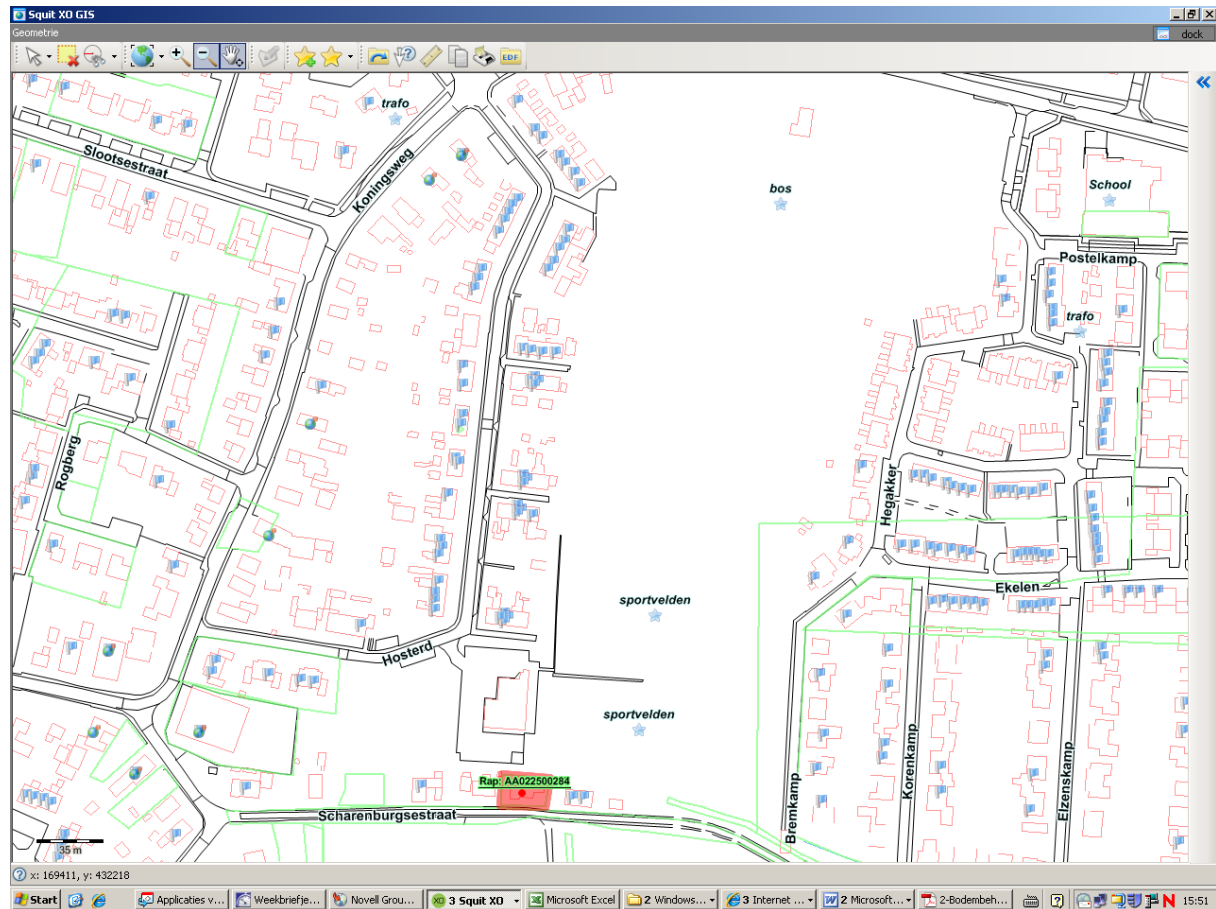 Squit XO GIS
Geometrie
dock
EDF
trafo
Slootsestraat
Koningsweg
bos
School
Postelkamp
trafo
Rogberg
Hegakker
Ekelen
sportvelden
Hosterd
sportvelden
Rap: AA022500284
Scharenburgsestraat
Bremkamp
Korenkamp
Elzenskamp
35 m
x: 169411, y: 432218
Start
Applicaties v...
Weekbriefje...
Novell Grou...
3 Squit XO
Microsoft Excel
2 Windows...
3 Internet ...
2 Microsoft...
2-Bodembeh...
15:51